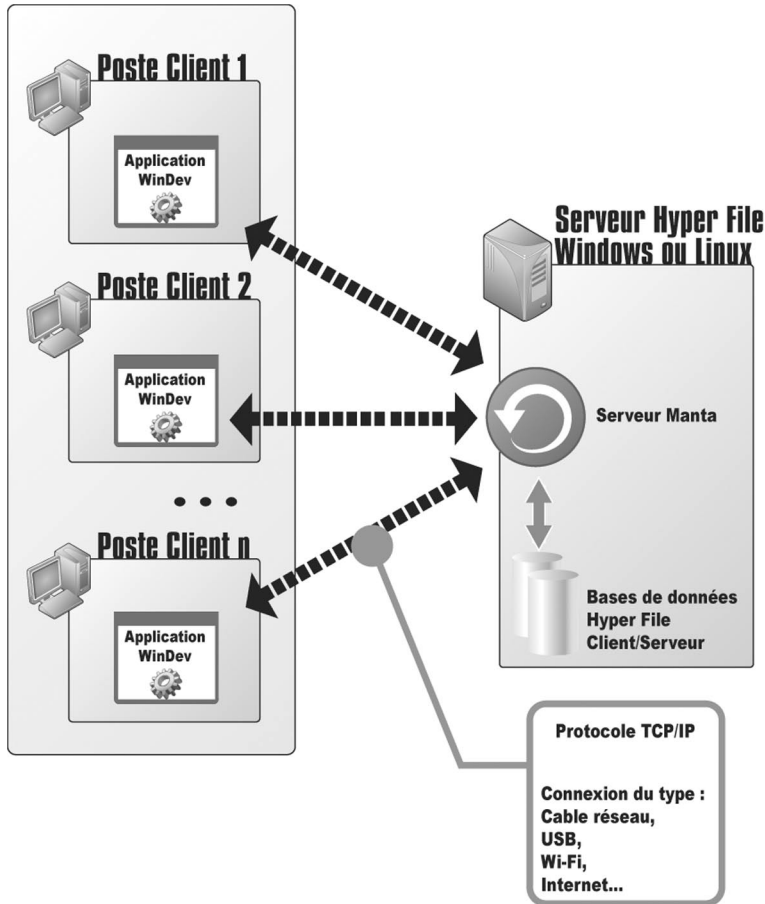 Poste Client 1
Application
WinDev
Poste Client 2
Application
WinDev
• • •
Poste Client n
Application
WinDev
Serveur Hyper File
Windows ou Linux
Serveur Manta
Bases de données
Hyper File
Client/Serveur
Protocole TCP/IP
Connexion du type :
Cable réseau,
USB,
Wi-Fi,
Internet...